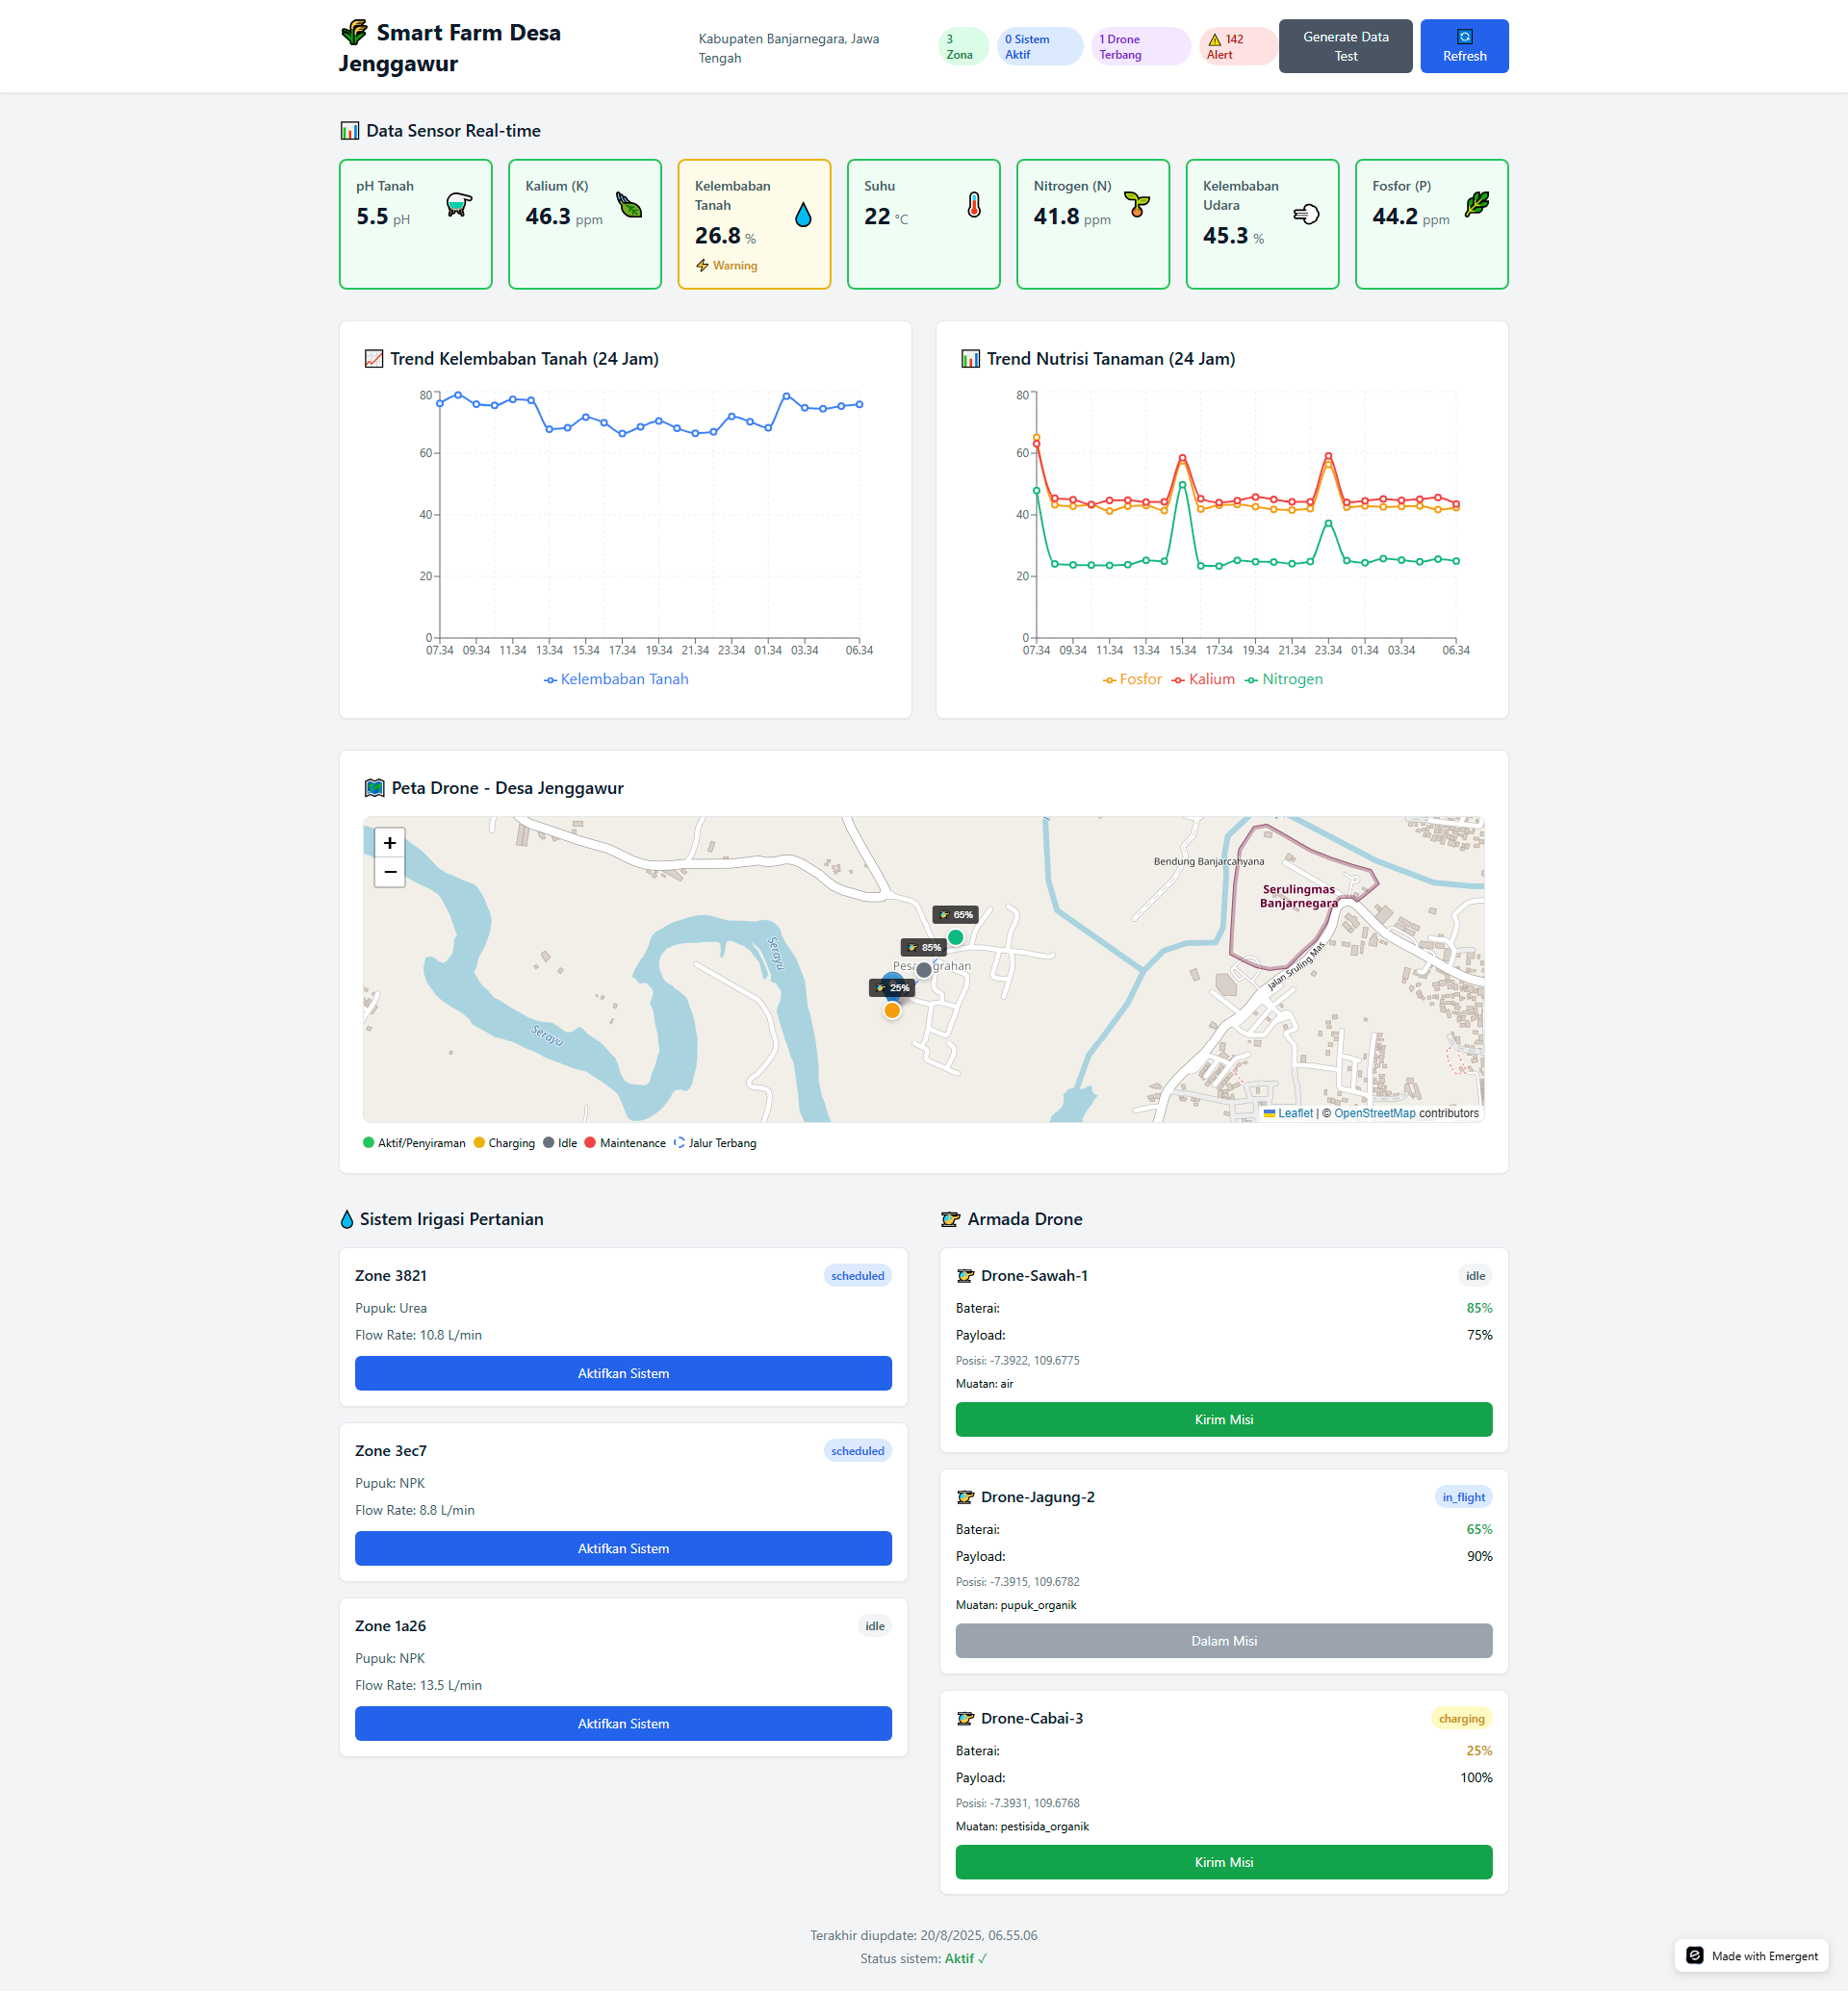 Smart Farm Desa
Jenggawur
Kabupaten Banjarnegara, Jawa
Tengah
3
Zona
0 Sistem
Aktif
1 Drone
Terbang
142
Alert
Generate Data
Test
Refresh
Data Sensor Real-time
pH Tanah
5.5 pH
Kalium (K)
46.3 ppm
Kelembaban
Tanah
26.8 %
Warning
Suhu
22 °C
Nitrogen (N)
41.8 ppm
Kelembaban
Udara
45.3 %
Fosfor (P)
44.2 ppm
Trend Kelembaban Tanah (24 Jam)
80
60
40
20
0
07.34 09.34 11.34 13.34 15.34 17.34 19.34 21.34 23.34 01.34 03.34 06.34
Kelembaban Tanah
Trend Nutrisi Tanaman (24 Jam)
80
60
40
20
0
07.34 09.34 11.34 13.34 15.34 17.34 19.34 21.34 23.34 01.34 03.34 06.34
Fosfor Kalium Nitrogen
Peta Drone - Desa Jenggawur
+
−
Bendung Banjarcahyana
Serulingmas
Banjarnegara
Jalan Sruling Mas
65%
85%
25%
Serayu
Serayu
Leaflet | © OpenStreetMap contributors
Aktif/Penyiraman Charging Idle Maintenance Jalur Terbang
Sistem Irigasi Pertanian
Zone 3821
scheduled
Pupuk: Urea
Flow Rate: 10.8 L/min
Aktifkan Sistem
Zone 3ec7
scheduled
Pupuk: NPK
Flow Rate: 8.8 L/min
Aktifkan Sistem
Zone 1a26
idle
Pupuk: NPK
Flow Rate: 13.5 L/min
Aktifkan Sistem
Armada Drone
Drone-Sawah-1
idle
Baterai: 85%
Payload: 75%
Posisi: -7.3922, 109.6775
Muatan: air
Kirim Misi
Drone-Jagung-2
in_flight
Baterai: 65%
Payload: 90%
Posisi: -7.3915, 109.6782
Muatan: pupuk_organik
Dalam Misi
Drone-Cabai-3
charging
Baterai: 25%
Payload: 100%
Posisi: -7.3931, 109.6768
Muatan: pestisida_organik
Kirim Misi
Terakhir diupdate: 20/8/2025, 06.55.06
Status sistem: Aktif ✓
Made with Emergent